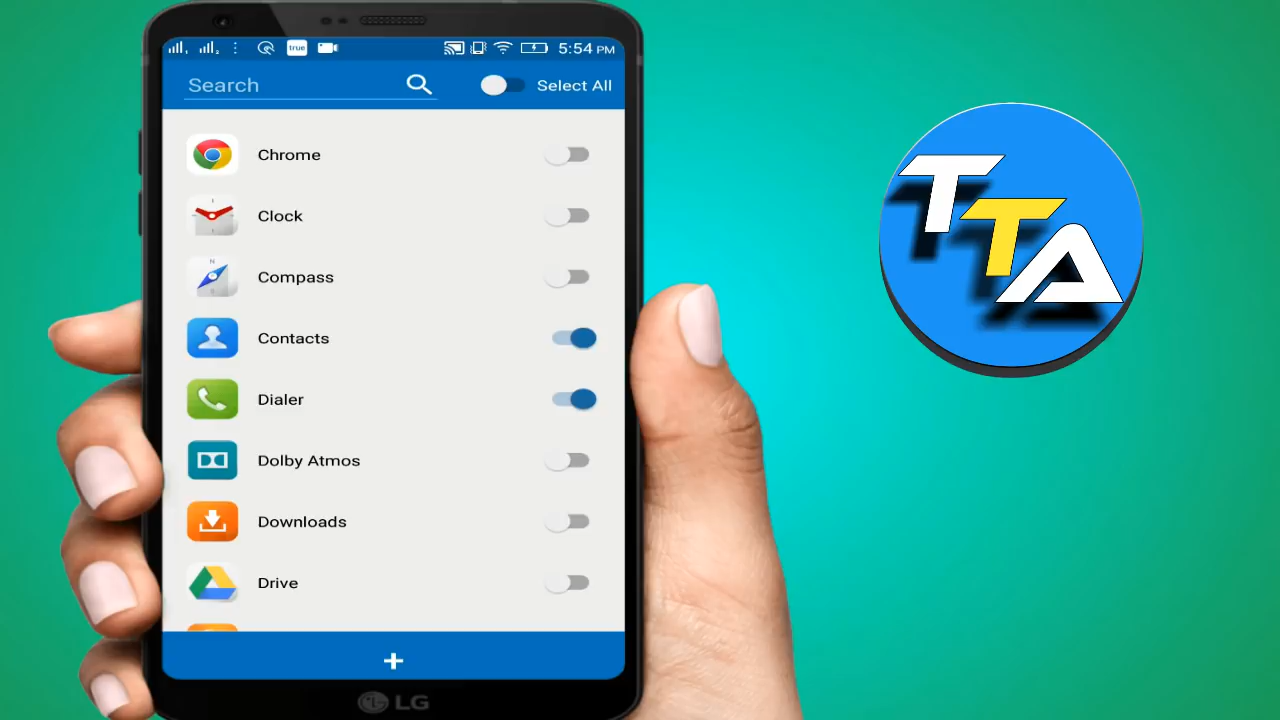 true
5:54 PM
Search
Select All
Chrome
Clock
N
Compass
Contacts
Dialer
Dolby Atmos
Downloads
Drive
+
LG
TTA